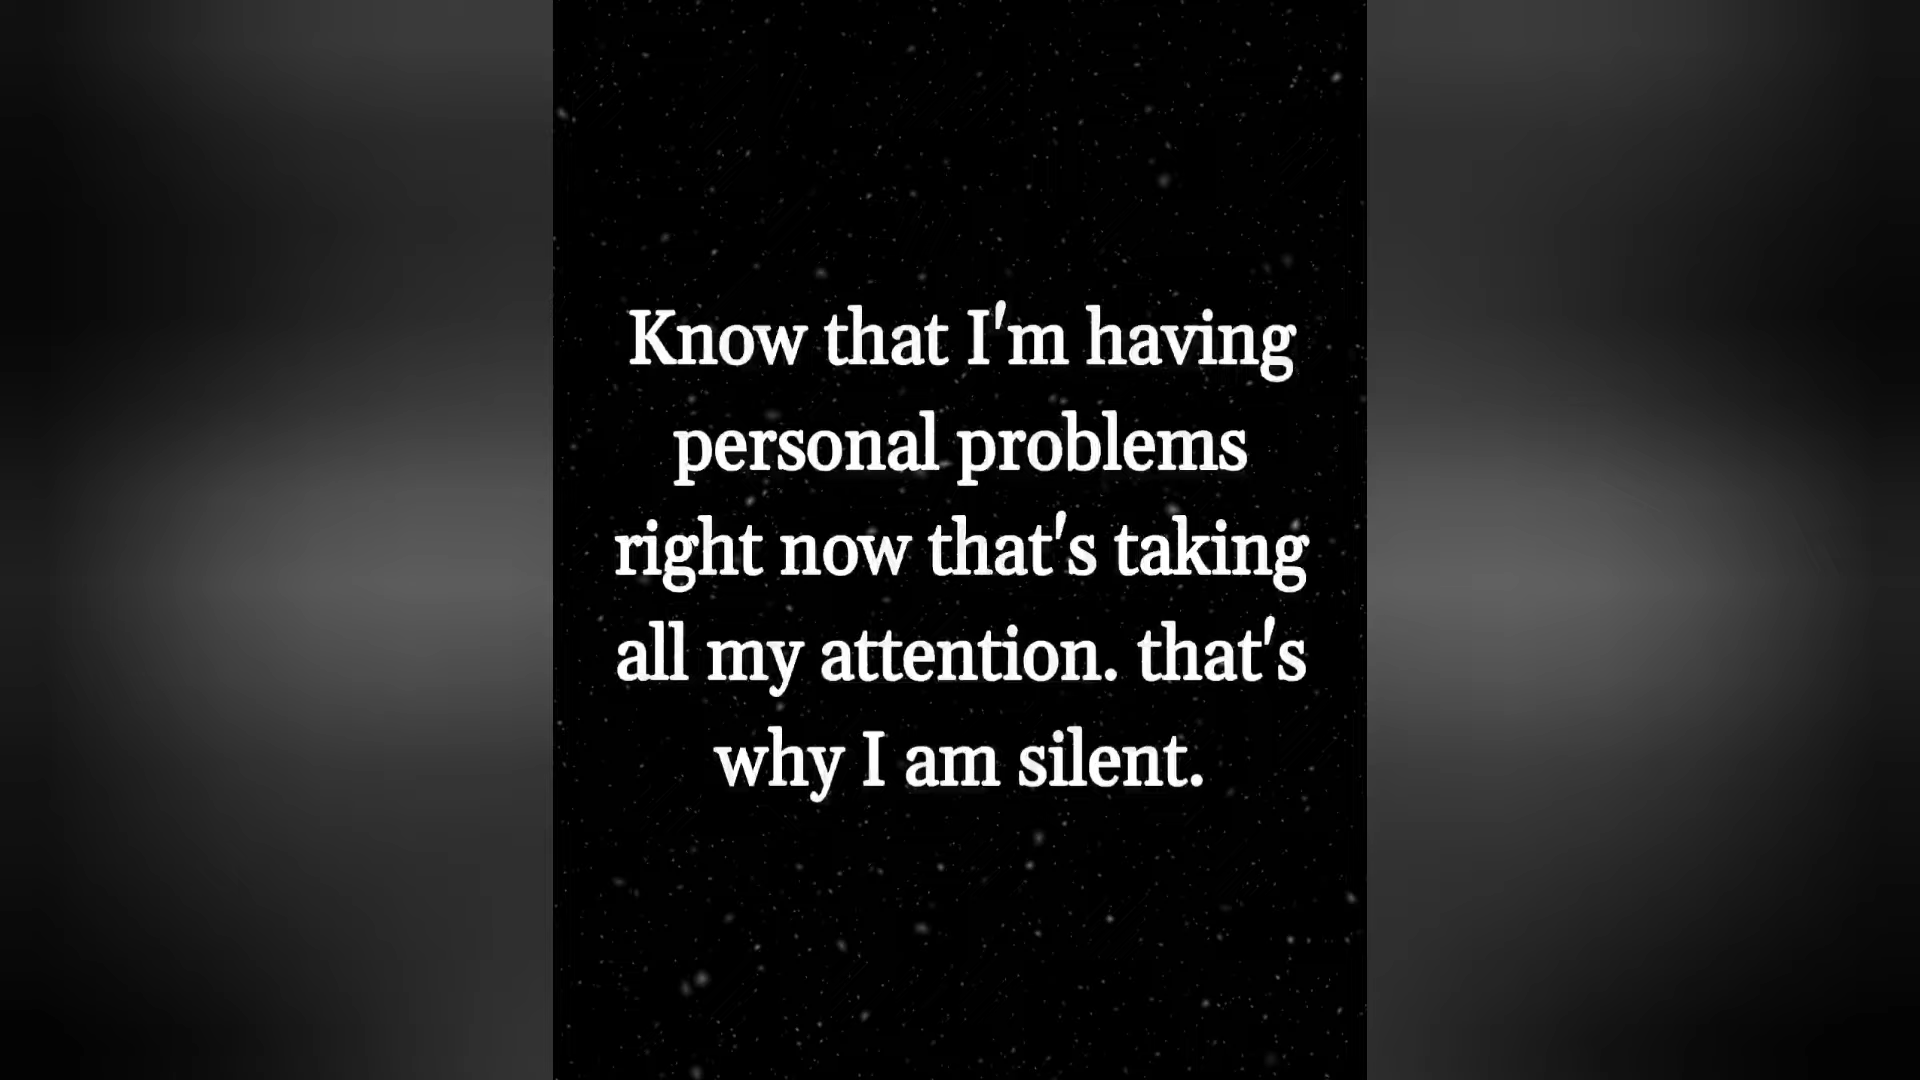 Know that I'm having
personal problems
right now that's taking
all my attention. that's
why I am silent.